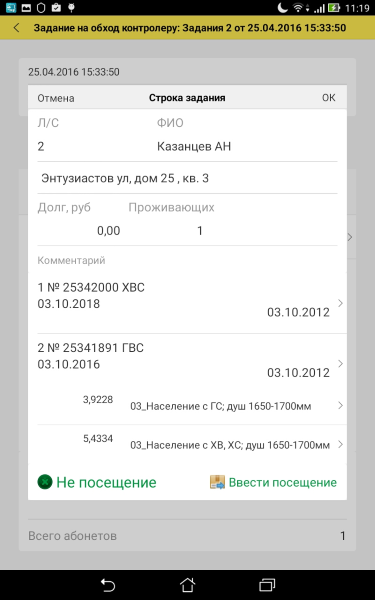 11:19
Задание на обход контролеру: Задания 2 от 25.04.2016 15:33:50
25.04.2016 15:33:50
Отмена Строка задания OK
Л/С ФИО
2 Казанцев АН
Энтузиастов ул, дом 25 , кв. 3
Долг, руб Проживающих
0,00 1
Комментарий
1 № 25342000 ХВС
03.10.2018
03.10.2012
2 № 25341891 ГВС
03.10.2016
03.10.2012
3,9228 03_Население с ГС; душ 1650-1700мм
5,4334 03_Население с ХВ, ХС; душ 1650-1700мм
Не посещение Ввести посещение
Всего абонетов 1